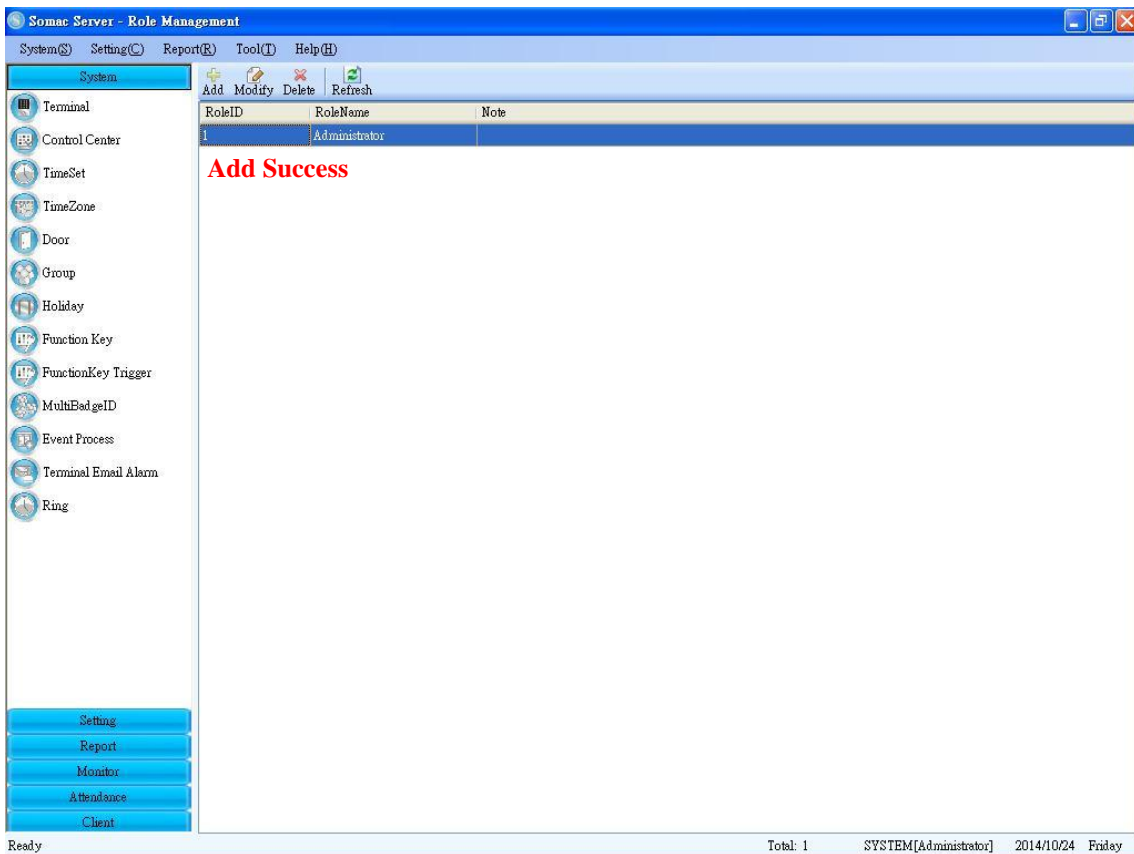 Somac Server - Role Management
System(S) Setting(C) Report(R) Tool(T) Help(H)
System
Terminal
Control Center
TimeSet
TimeZone
Door
Group
Holiday
Function Key
FunctionKey Trigger
MultiBadgeID
Event Process
Terminal Email Alarm
Ring
Setting
Report
Monitor
Attendance
Client
Add Modify Delete Refresh
RoleID RoleName Note
1 Administrator
Add Success
Ready Total: 1 SYSTEM[Administrator] 2014/10/24 Friday